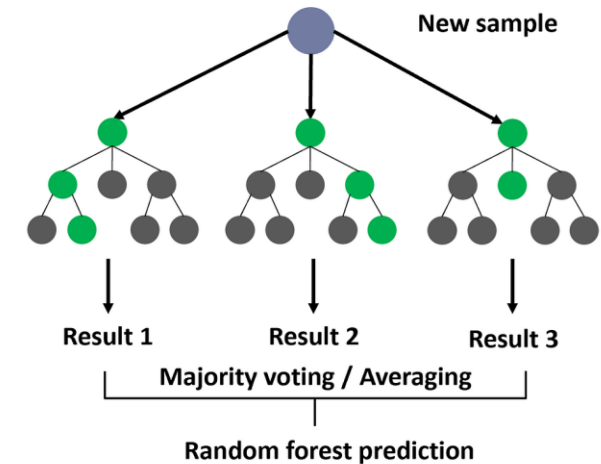 New sample
Result 1
Result 2
Result 3
Majority voting / Averaging
Random forest prediction